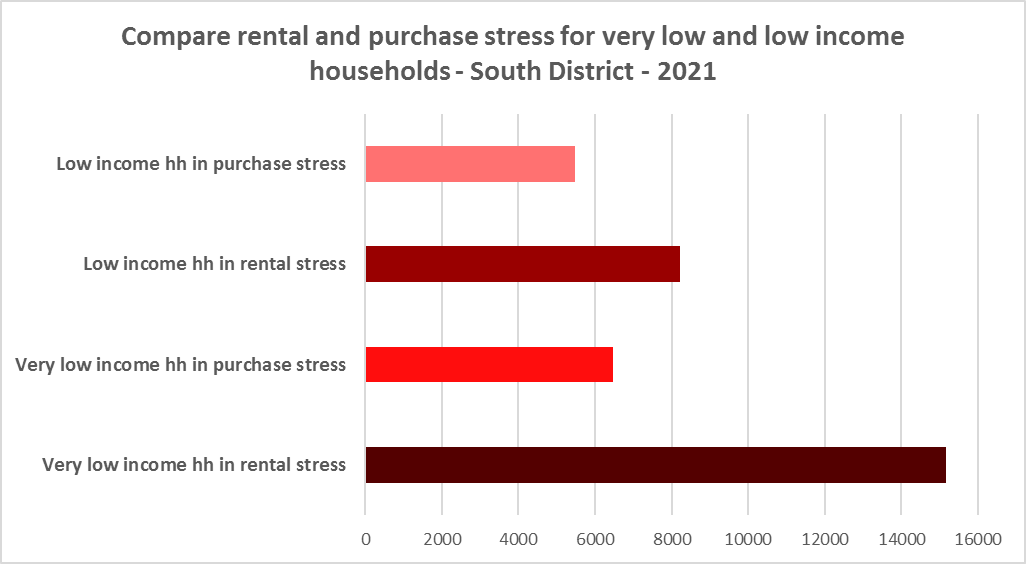 Compare rental and purchase stress for very low and low income
households - South District - 2021
Low income hh in purchase stress
Low income hh in rental stress
Very low income hh in purchase stress
Very low income hh in rental stress
0 2000 4000 6000 8000 10000 12000 14000 16000